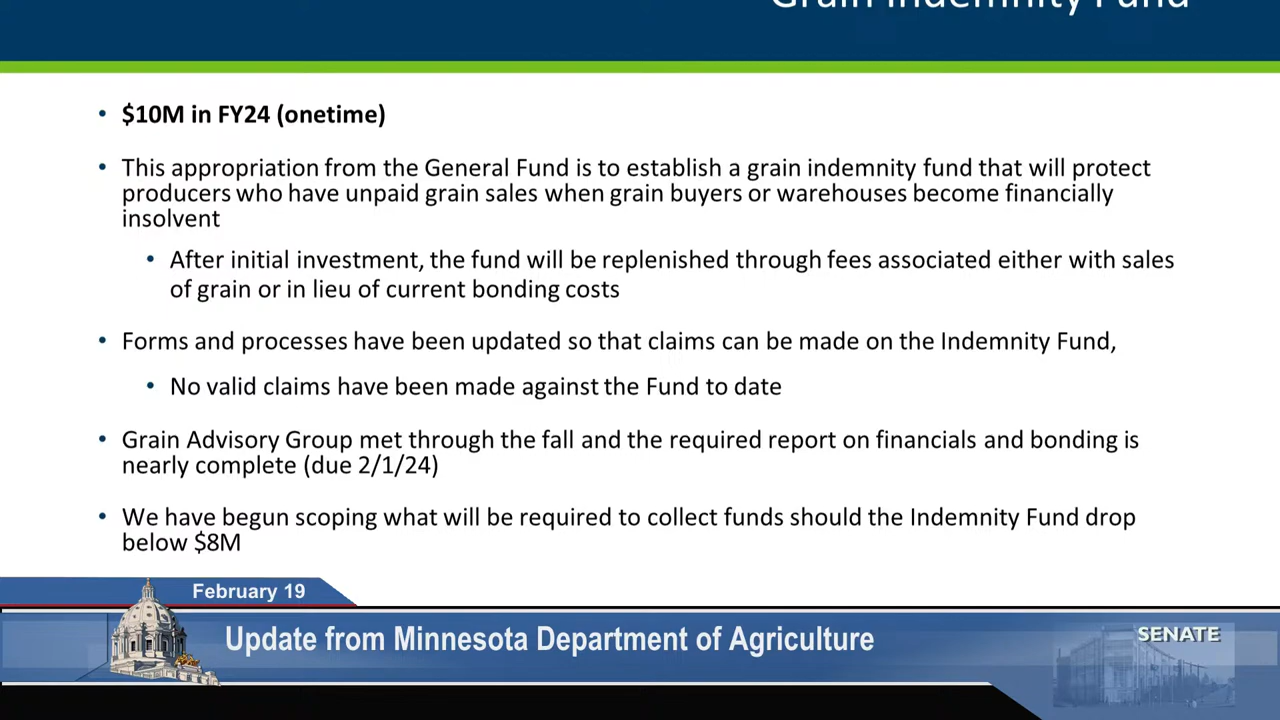 Grain Indemnity Fund
• $10M in FY24 (onetime)
• This appropriation from the General Fund is to establish a grain indemnity fund that will protect
producers who have unpaid grain sales when grain buyers or warehouses become financially
insolvent
• After initial investment, the fund will be replenished through fees associated either with sales
of grain or in lieu of current bonding costs
• Forms and processes have been updated so that claims can be made on the Indemnity Fund,
• No valid claims have been made against the Fund to date
• Grain Advisory Group met through the fall and the required report on financials and bonding is
nearly complete (due 2/1/24)
• We have begun scoping what will be required to collect funds should the Indemnity Fund drop
below $8M
February 19
Update from Minnesota Department of Agriculture
SENATE